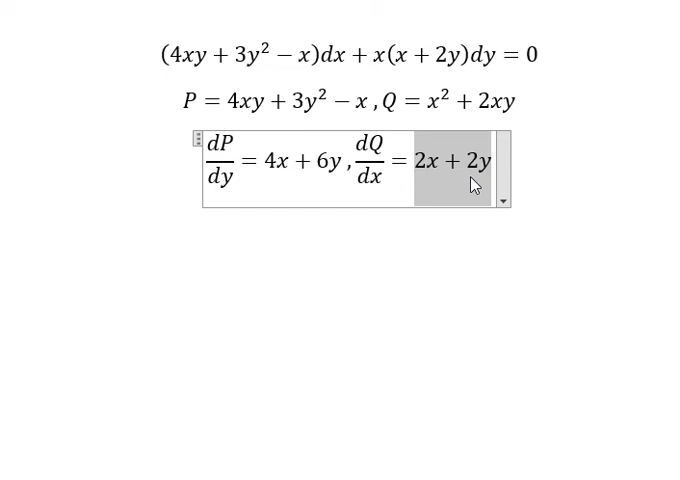 (4xy + 3y² − x)dx + x(x + 2y)dy = 0
P = 4xy + 3y² − x , Q = x² + 2xy
dP/dy = 4x + 6y , dQ/dx = 2x + 2y